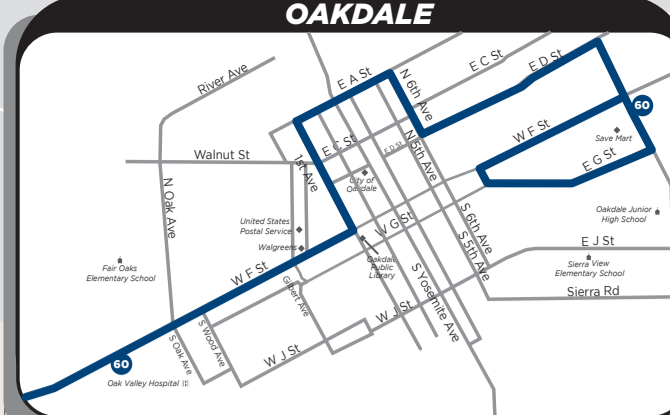 OAKDALE
River Ave
E A St
N 6th Ave
E C St
E D St
60
W F St
Save Mart
E G St
Walnut St
1st Ave
E C St
E D St
N 5th Ave
City of
Oakdale
N Oak Ave
United States
Postal Service
Walgreens
W G St
Oakdale
Public
Library
S 6th Ave
S 5th Ave
Oakdale Junior
High School
E J St
Sierra View
Elementary School
Sierra Rd
Fair Oaks
Elementary School
W F St
Gilbert Ave
S Yosemite Ave
W J St
S Oak Ave
S Wood Ave
W J St
60
Oak Valley Hospital